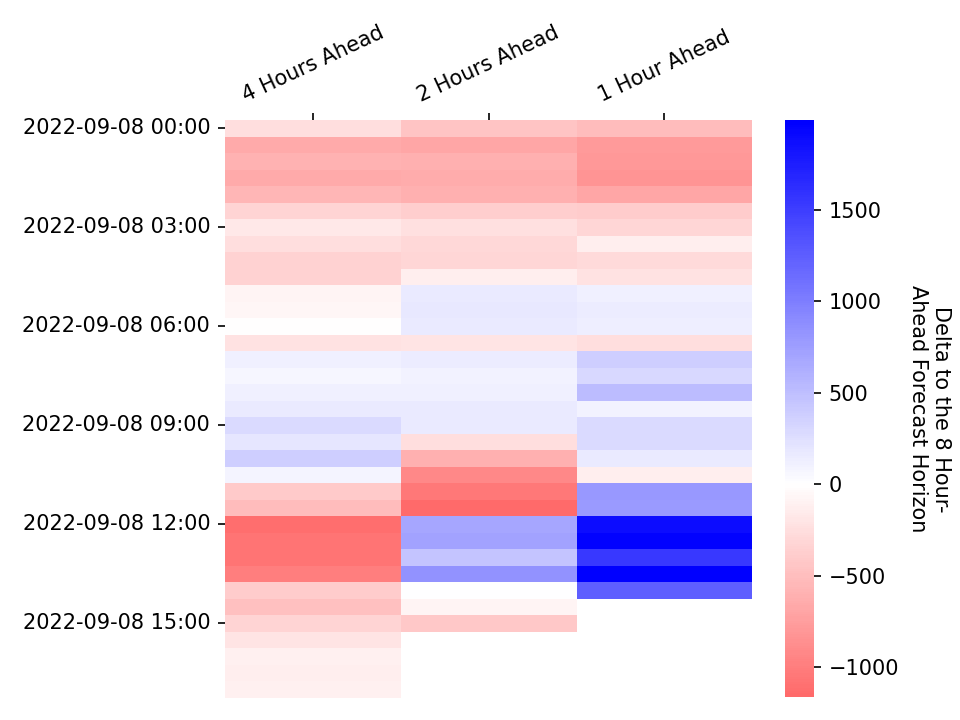 4 Hours Ahead
2 Hours Ahead
1 Hour Ahead
2022-09-08 00:00
2022-09-08 03:00
2022-09-08 06:00
2022-09-08 09:00
2022-09-08 12:00
2022-09-08 15:00
1500
1000
500
0
−500
−1000
Delta to the 8 Hour-
Ahead Forecast Horizon